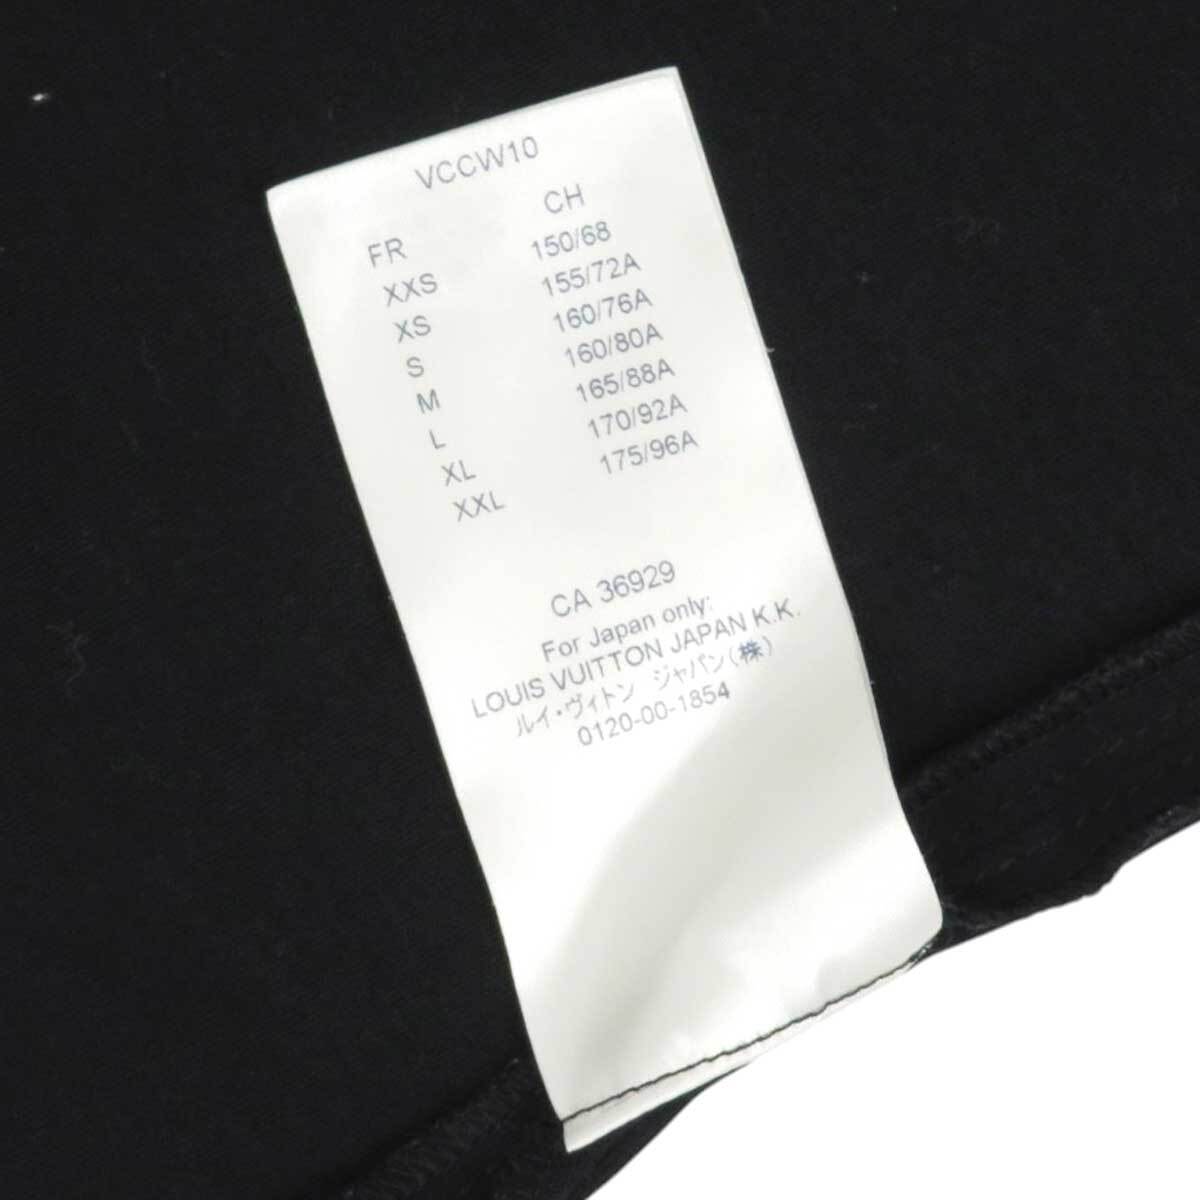 VCCW10
FR CH
XXS 150/68
XS 155/72A
S 160/76A
M 160/80A
L 165/88A
XL 170/92A
XXL 175/96A
CA 36929
For Japan only:
LOUIS VUITTON JAPAN K.K.
ルイ・ヴィトン ジャパン(株)
0120-00-1854